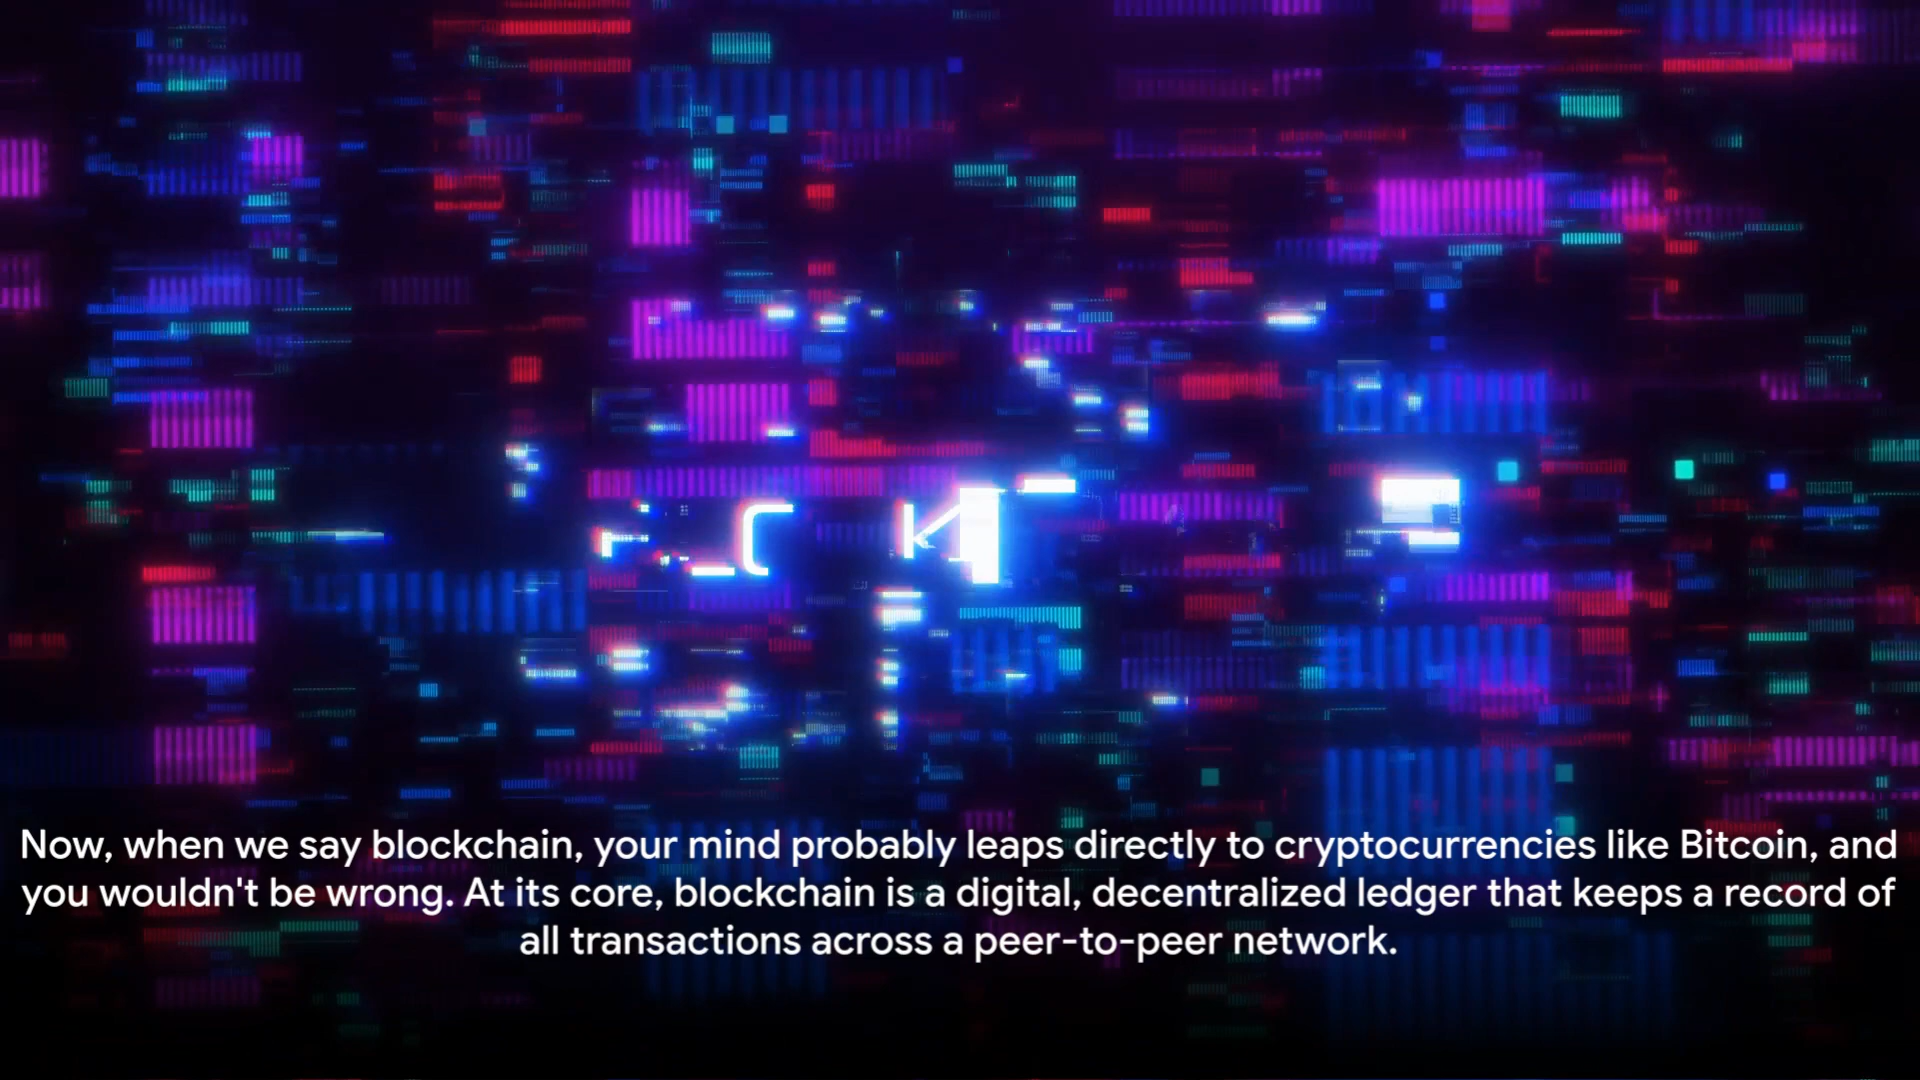 Now, when we say blockchain, your mind probably leaps directly to cryptocurrencies like Bitcoin, and
you wouldn't be wrong. At its core, blockchain is a digital, decentralized ledger that keeps a record of
all transactions across a peer-to-peer network.